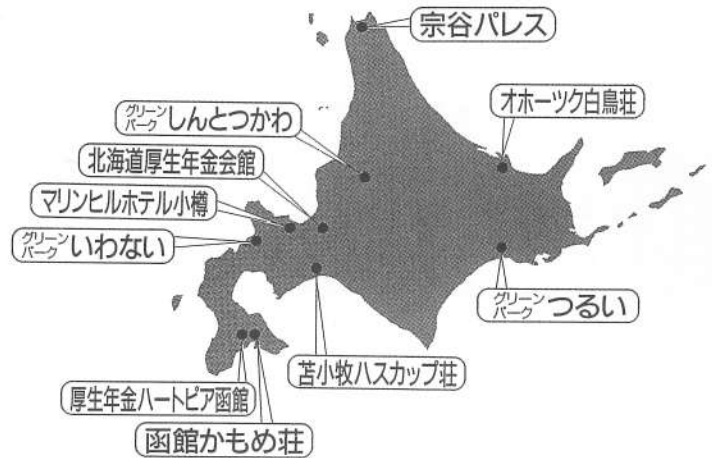 宗谷パレス
オホーツク白鳥荘
グリーンパーク しんとつかわ
北海道厚生年金会館
マリンヒルホテル小樽
グリーンパーク いわない
グリーンパーク つるい
苫小牧ハスカップ荘
厚生年金ハートピア函館
函館かもめ荘